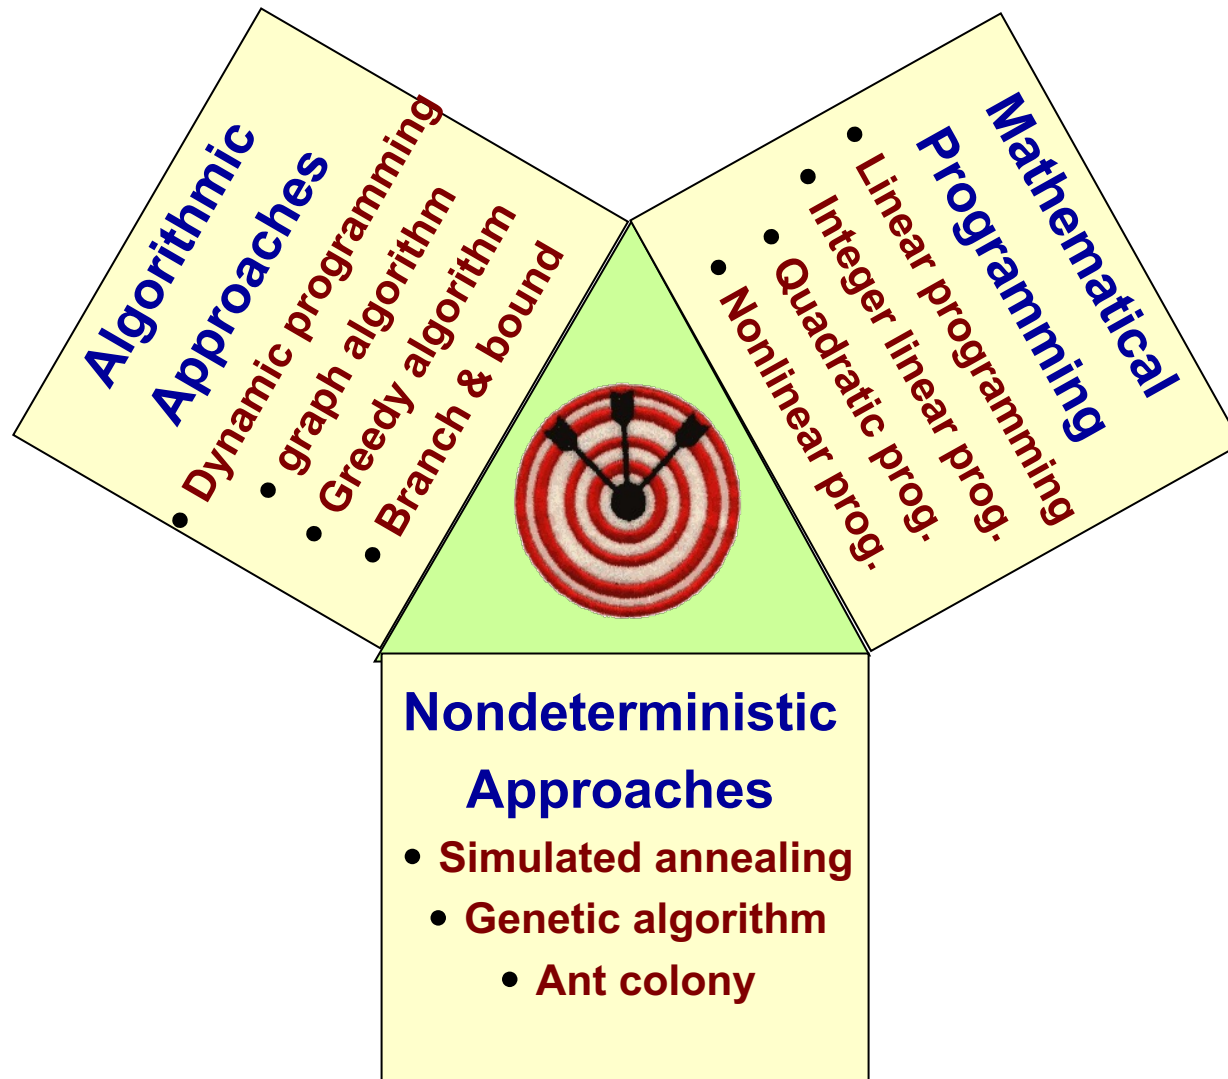 Algorithmic
Approaches
• Dynamic programming
• graph algorithm
• Greedy algorithm
• Branch & bound
Mathematical
Programming
• Linear programming
• Integer linear prog.
• Quadratic prog.
• Nonlinear prog.
Nondeterministic
Approaches
• Simulated annealing
• Genetic algorithm
• Ant colony